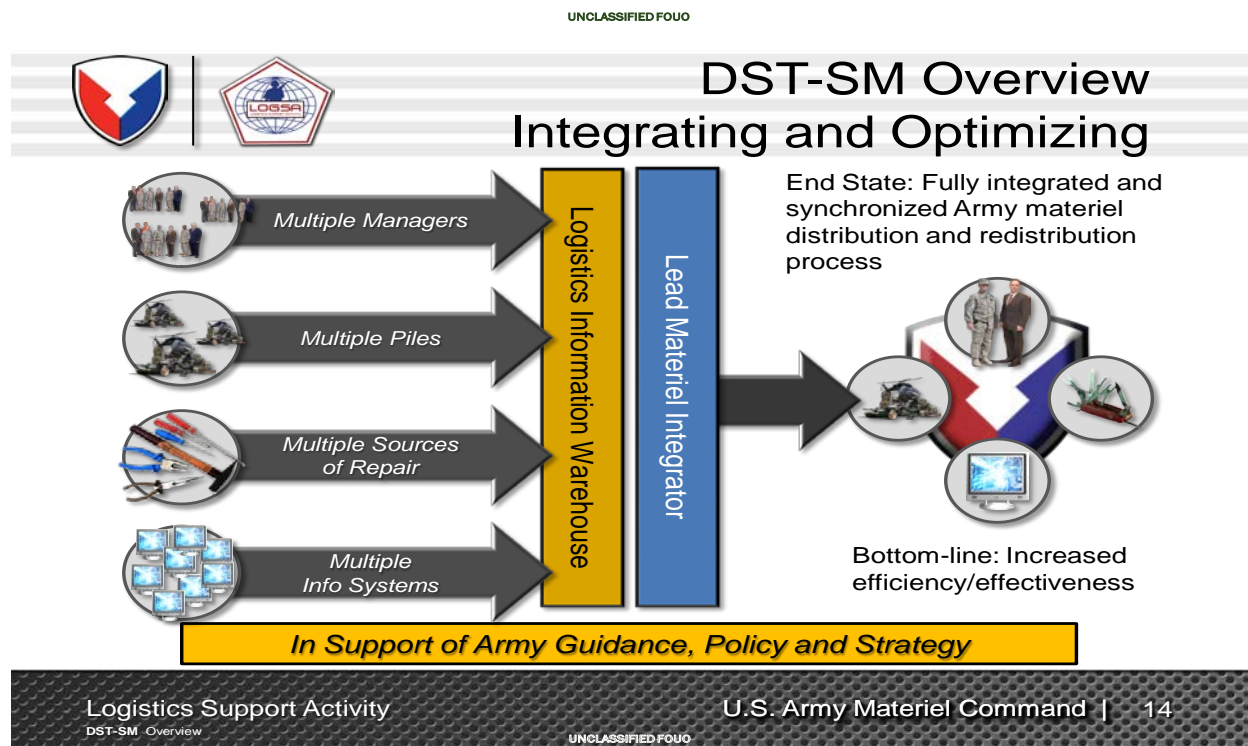 UNCLASSIFIED FOUO
DST-SM Overview
Integrating and Optimizing
LOGSA
Multiple Managers
Multiple Piles
Multiple Sources
of Repair
Multiple
Info Systems
Logistics Information Warehouse
Lead Materiel Integrator
End State: Fully integrated and
synchronized Army materiel
distribution and redistribution
process
Bottom-line: Increased
efficiency/effectiveness
In Support of Army Guidance, Policy and Strategy
Logistics Support Activity
DST-SM Overview
U.S. Army Materiel Command | 14
UNCLASSIFIED FOUO